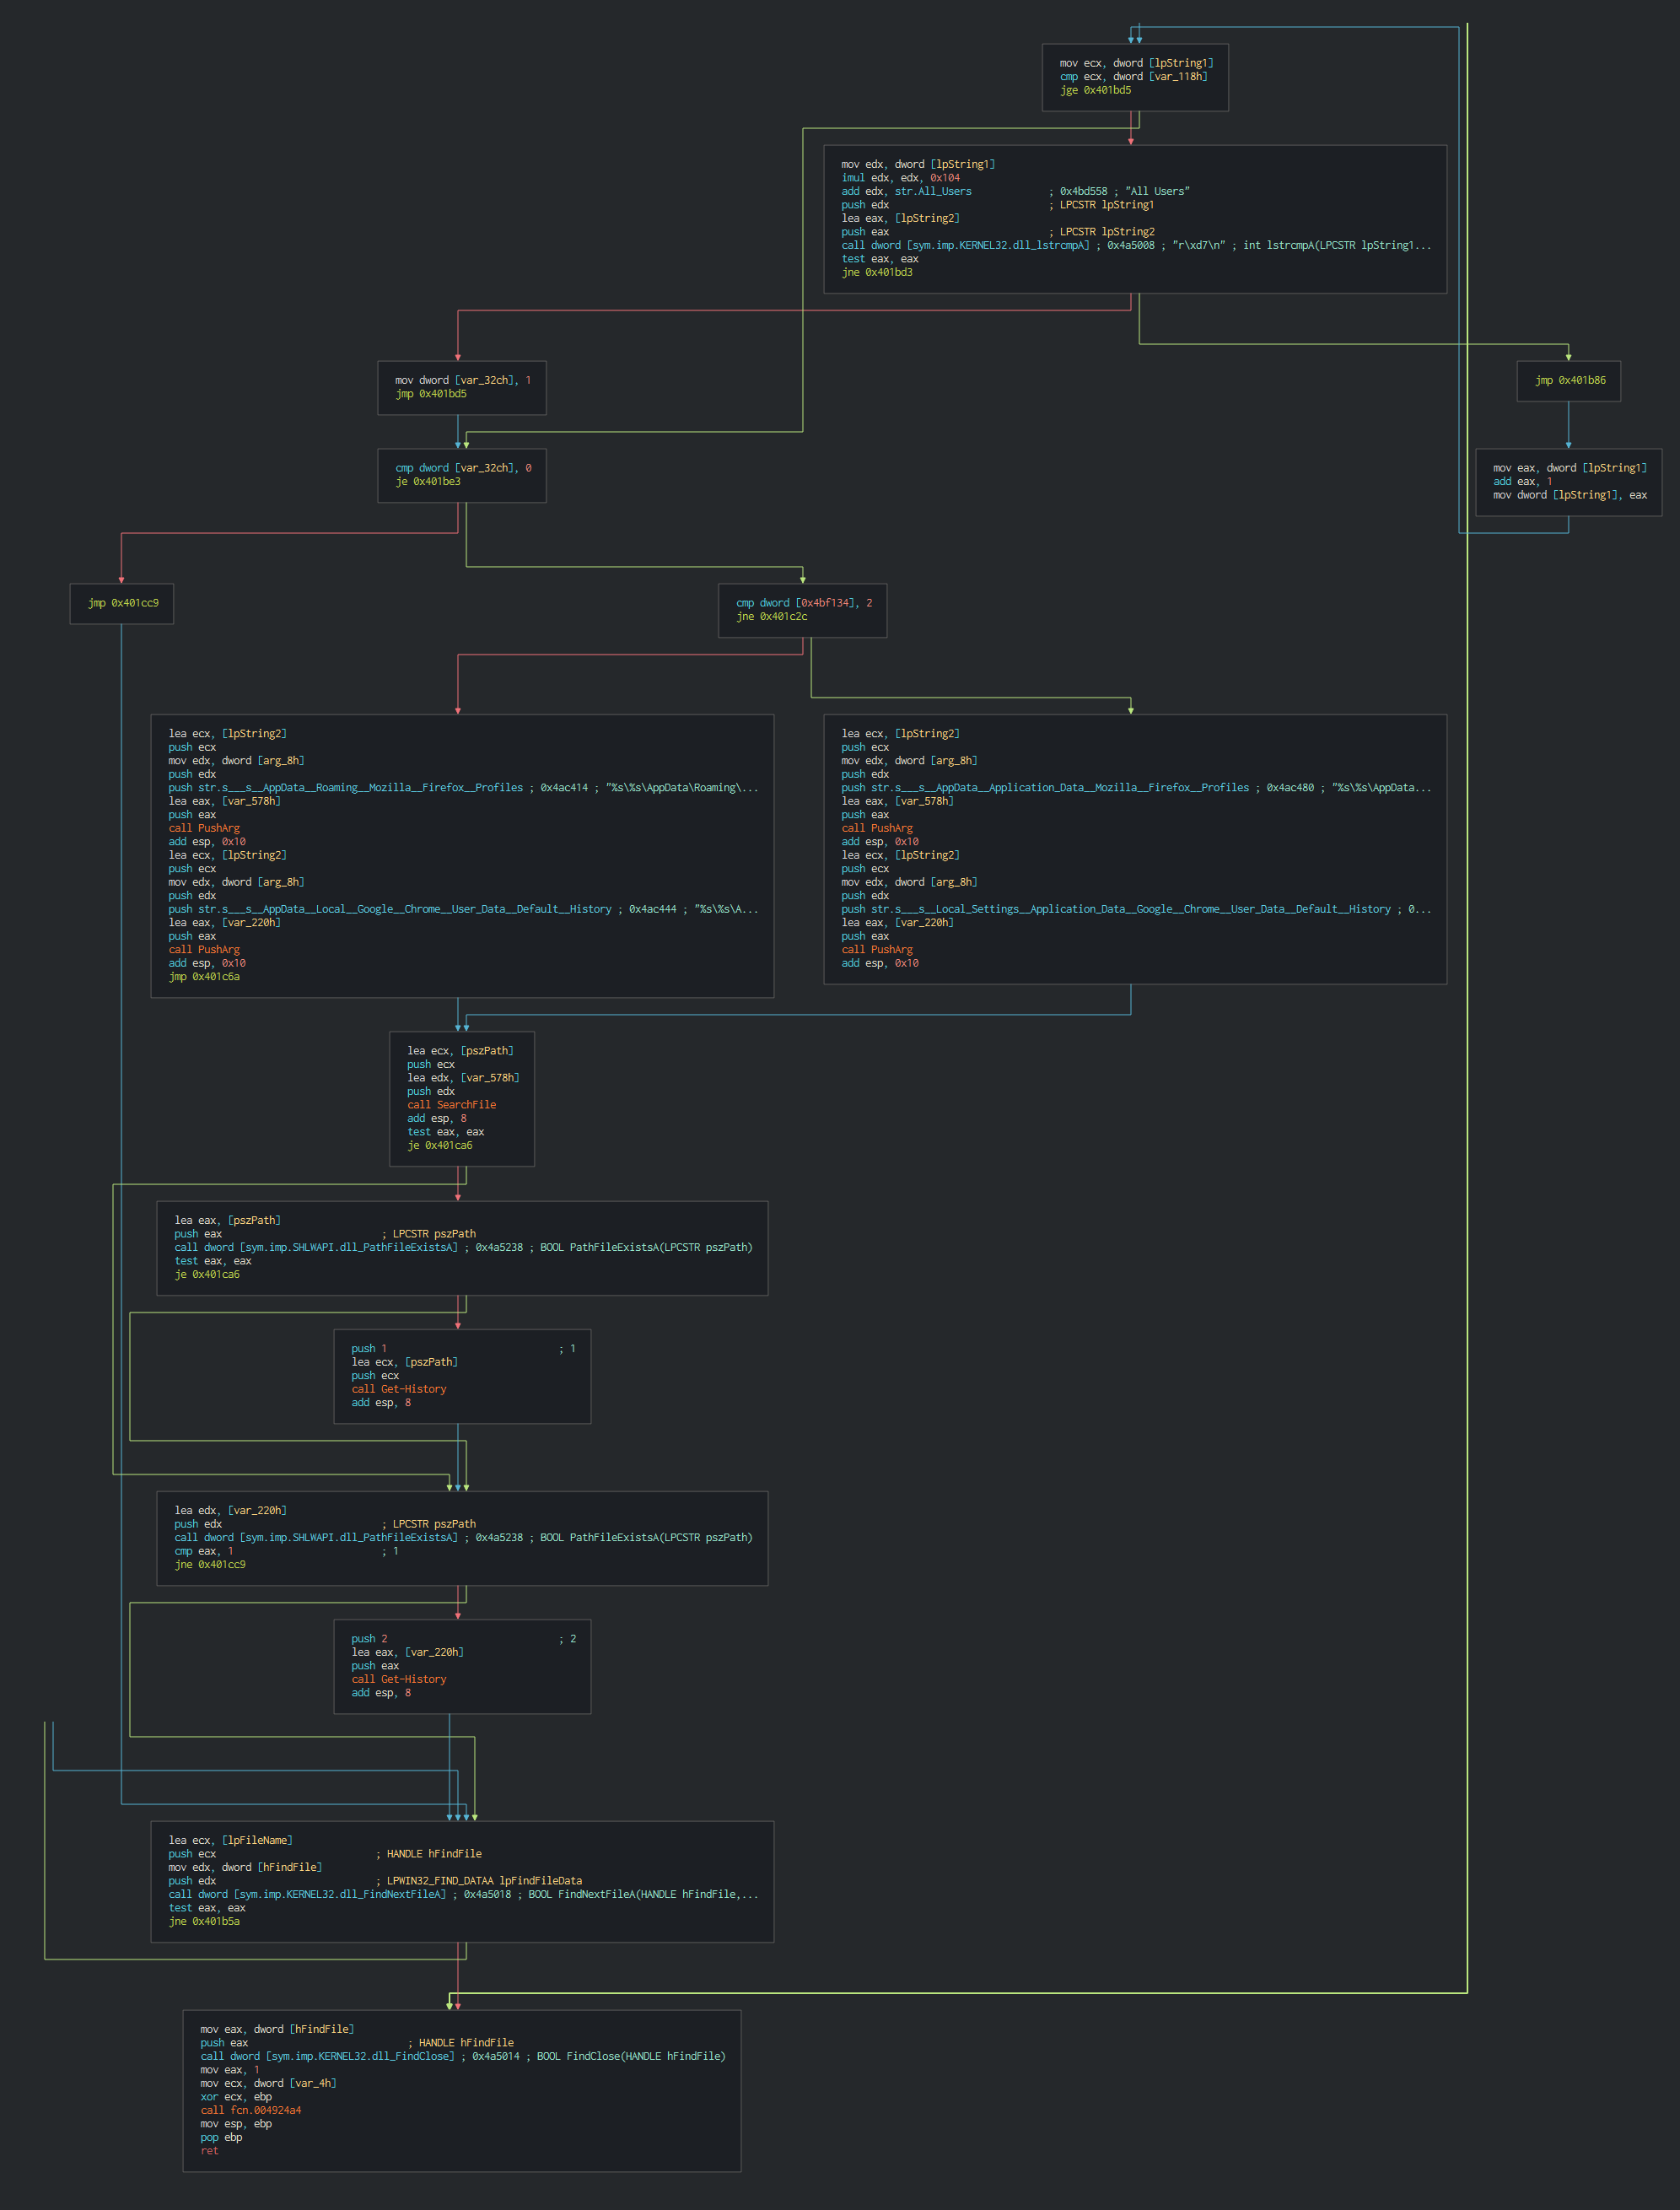 mov ecx, dword [lpString1]
cmp ecx, dword [var_118h]
jge 0x401bd5
mov edx, dword [lpString1]
imul edx, edx, 0x104
add edx, str.All_Users ; 0x4bd558 ; "All Users"
push edx ; LPCSTR lpString1
lea eax, [lpString2]
push eax ; LPCSTR lpString2
call dword [sym.imp.KERNEL32.dll_lstrcmpA] ; 0x4a5008 ; "r\xd7\n" ; int lstrcmpA(LPCSTR lpString1...
test eax, eax
jne 0x401bd3
mov dword [var_32ch], 1
jmp 0x401bd5
jmp 0x401b86
cmp dword [var_32ch], 0
je 0x401be3
mov eax, dword [lpString1]
add eax, 1
mov dword [lpString1], eax
jmp 0x401cc9
cmp dword [0x4bf134], 2
jne 0x401c2c
lea ecx, [lpString2]
push ecx
mov edx, dword [arg_8h]
push edx
push str.s___s__AppData__Roaming__Mozilla__Firefox__Profiles ; 0x4ac414 ; "%s\%s\AppData\Roaming\...
lea eax, [var_578h]
push eax
call PushArg
add esp, 0x10
lea ecx, [lpString2]
push ecx
mov edx, dword [arg_8h]
push edx
push str.s___s__AppData__Local__Google__Chrome__User_Data__Default__History ; 0x4ac444 ; "%s\%s\A...
lea eax, [var_220h]
push eax
call PushArg
add esp, 0x10
jmp 0x401c6a
lea ecx, [lpString2]
push ecx
mov edx, dword [arg_8h]
push edx
push str.s___s__AppData__Application_Data__Mozilla__Firefox__Profiles ; 0x4ac480 ; "%s\%s\AppData...
lea eax, [var_578h]
push eax
call PushArg
add esp, 0x10
lea ecx, [lpString2]
push ecx
mov edx, dword [arg_8h]
push edx
push str.s___s__Local_Settings__Application_Data__Google__Chrome__User_Data__Default__History ; 0...
lea eax, [var_220h]
push eax
call PushArg
add esp, 0x10
lea ecx, [pszPath]
push ecx
lea edx, [var_578h]
push edx
call SearchFile
add esp, 8
test eax, eax
je 0x401ca6
lea eax, [pszPath]
push eax ; LPCSTR pszPath
call dword [sym.imp.SHLWAPI.dll_PathFileExistsA] ; 0x4a5238 ; BOOL PathFileExistsA(LPCSTR pszPath)
test eax, eax
je 0x401ca6
push 1 ; 1
lea ecx, [pszPath]
push ecx
call Get-History
add esp, 8
lea edx, [var_220h]
push edx ; LPCSTR pszPath
call dword [sym.imp.SHLWAPI.dll_PathFileExistsA] ; 0x4a5238 ; BOOL PathFileExistsA(LPCSTR pszPath)
cmp eax, 1 ; 1
jne 0x401cc9
push 2 ; 2
lea eax, [var_220h]
push eax
call Get-History
add esp, 8
lea ecx, [lpFileName]
push ecx ; HANDLE hFindFile
mov edx, dword [hFindFile]
push edx ; LPWIN32_FIND_DATAA lpFindFileData
call dword [sym.imp.KERNEL32.dll_FindNextFileA] ; 0x4a5018 ; BOOL FindNextFileA(HANDLE hFindFile,...
test eax, eax
jne 0x401b5a
mov eax, dword [hFindFile]
push eax ; HANDLE hFindFile
call dword [sym.imp.KERNEL32.dll_FindClose] ; 0x4a5014 ; BOOL FindClose(HANDLE hFindFile)
mov eax, 1
mov ecx, dword [var_4h]
xor ecx, ebp
call fcn.004924a4
mov esp, ebp
pop ebp
ret